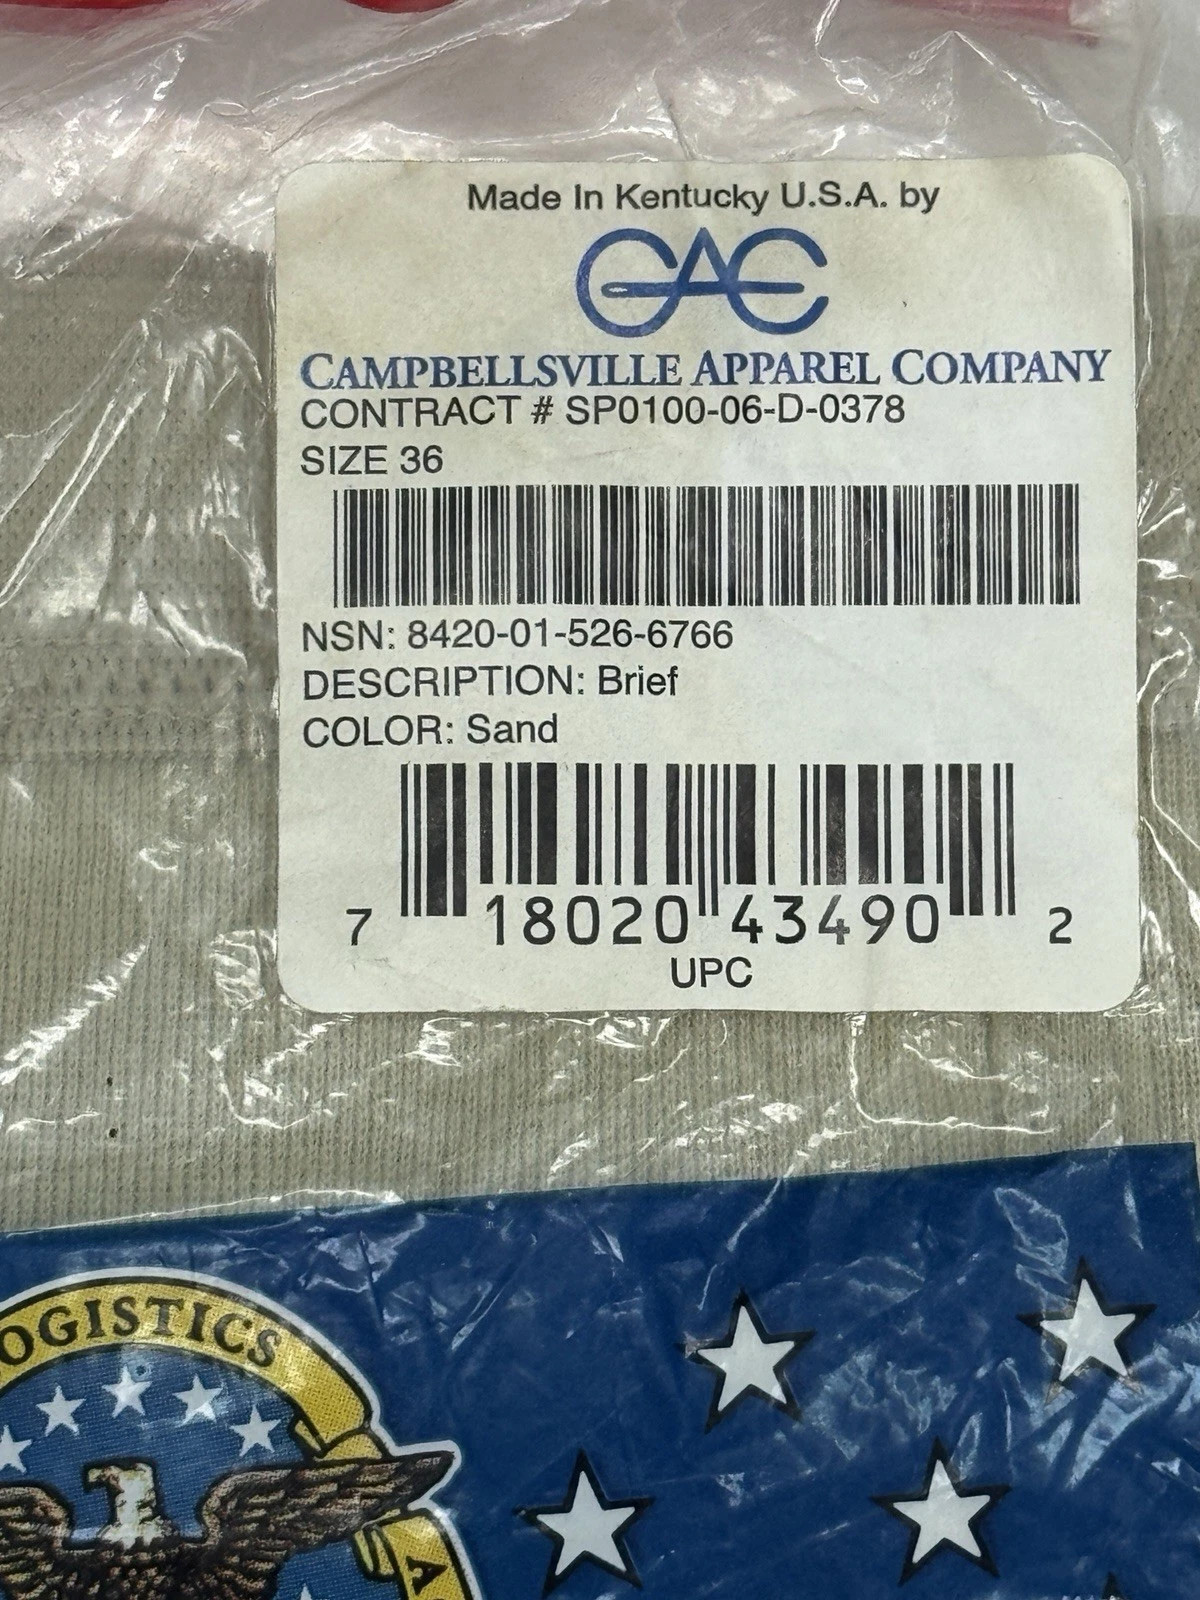 Made In Kentucky U.S.A. by
CAC
CAMPBELLSVILLE APPAREL COMPANY
CONTRACT # SP0100-06-D-0378
SIZE 36
NSN: 8420-01-526-6766
DESCRIPTION: Brief
COLOR: Sand
7 18020 43490 2
UPC
OGISTICS
A